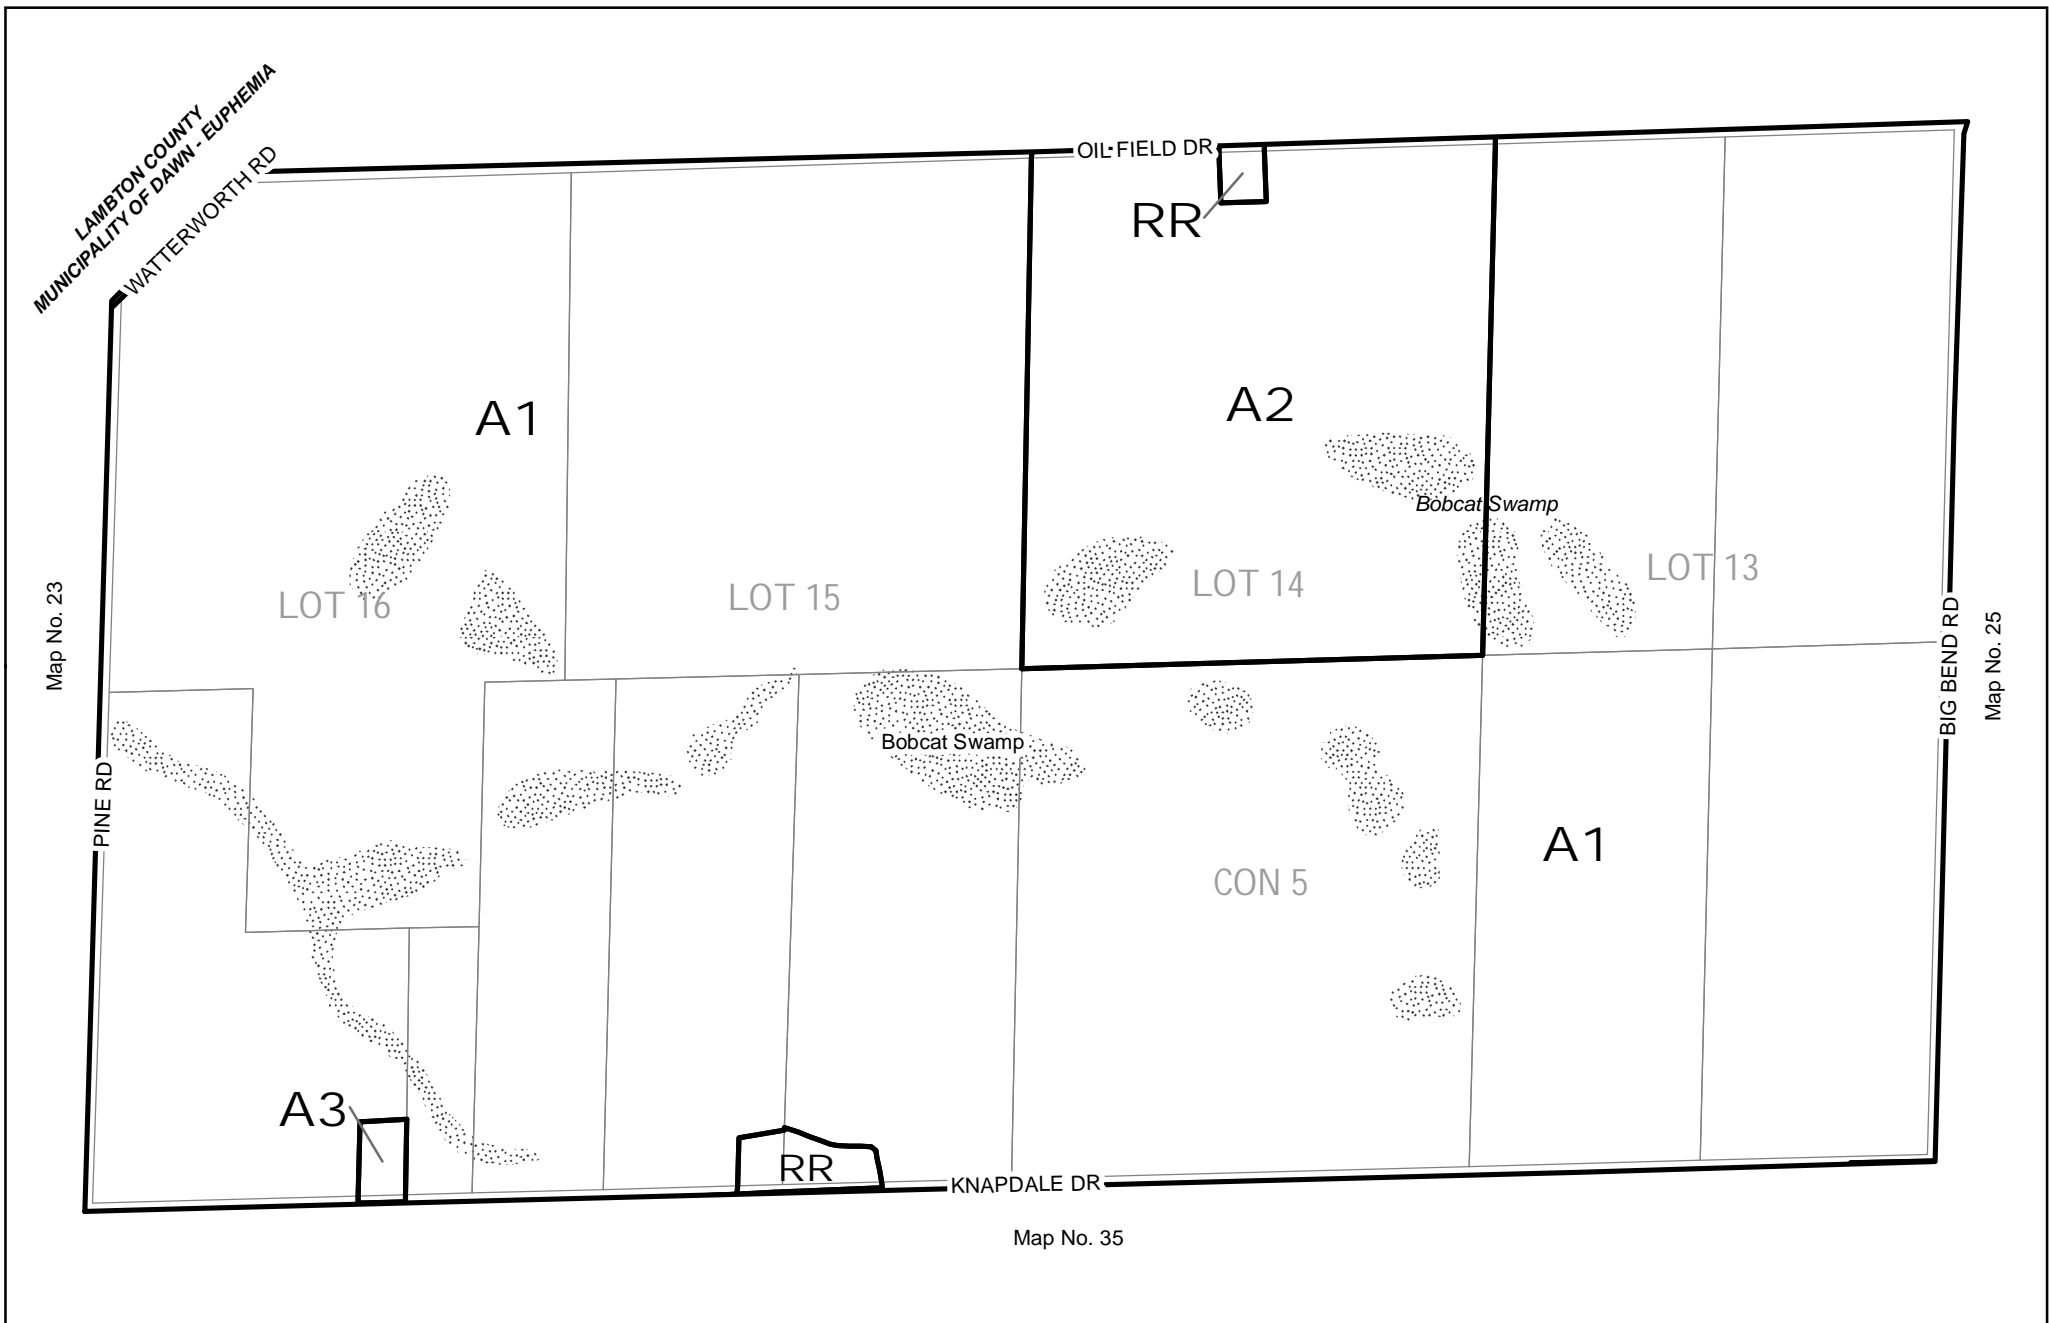 LAMBTON COUNTY
MUNICIPALITY OF DAWN - EUPHEMIA
WATTERWORTH RD
OIL FIELD DR
RR
A1
A2
Bobcat Swamp
LOT 16
LOT 15
LOT 14
LOT 13
Map No. 23
PINE RD
BIG BEND RD
Map No. 25
Bobcat Swamp
A1
CON 5
A3
RR
KNAPDALE DR
Map No. 35